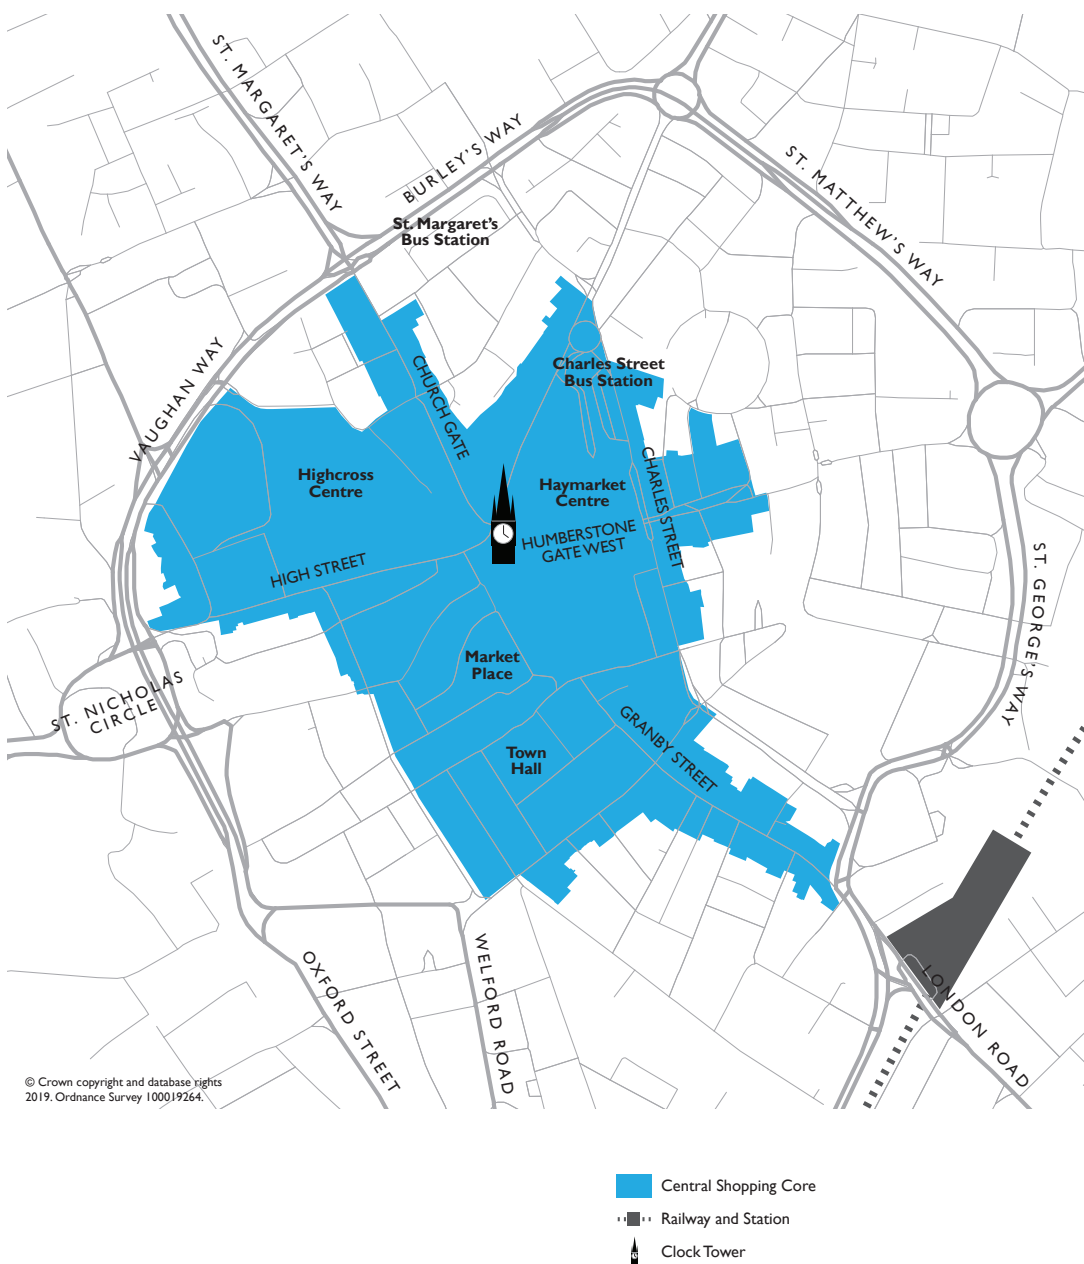 ST. MARGARET'S WAY
BURLEY'S WAY
ST. MATTHEW'S WAY
St. Margaret's
Bus Station
VAUGHAN WAY
CHURCH GATE
Charles Street
Bus Station
Highcross
Centre
Haymarket
Centre
CHARLES STREET
HUMBERSTONE
GATE WEST
HIGH STREET
ST. GEORGE'S WAY
Market
Place
ST. NICHOLAS
CIRCLE
GRANBY STREET
Town
Hall
OXFORD STREET
WELFORD ROAD
LONDON ROAD
© Crown copyright and database rights
2019. Ordnance Survey 100019264.
Central Shopping Core
Railway and Station
Clock Tower